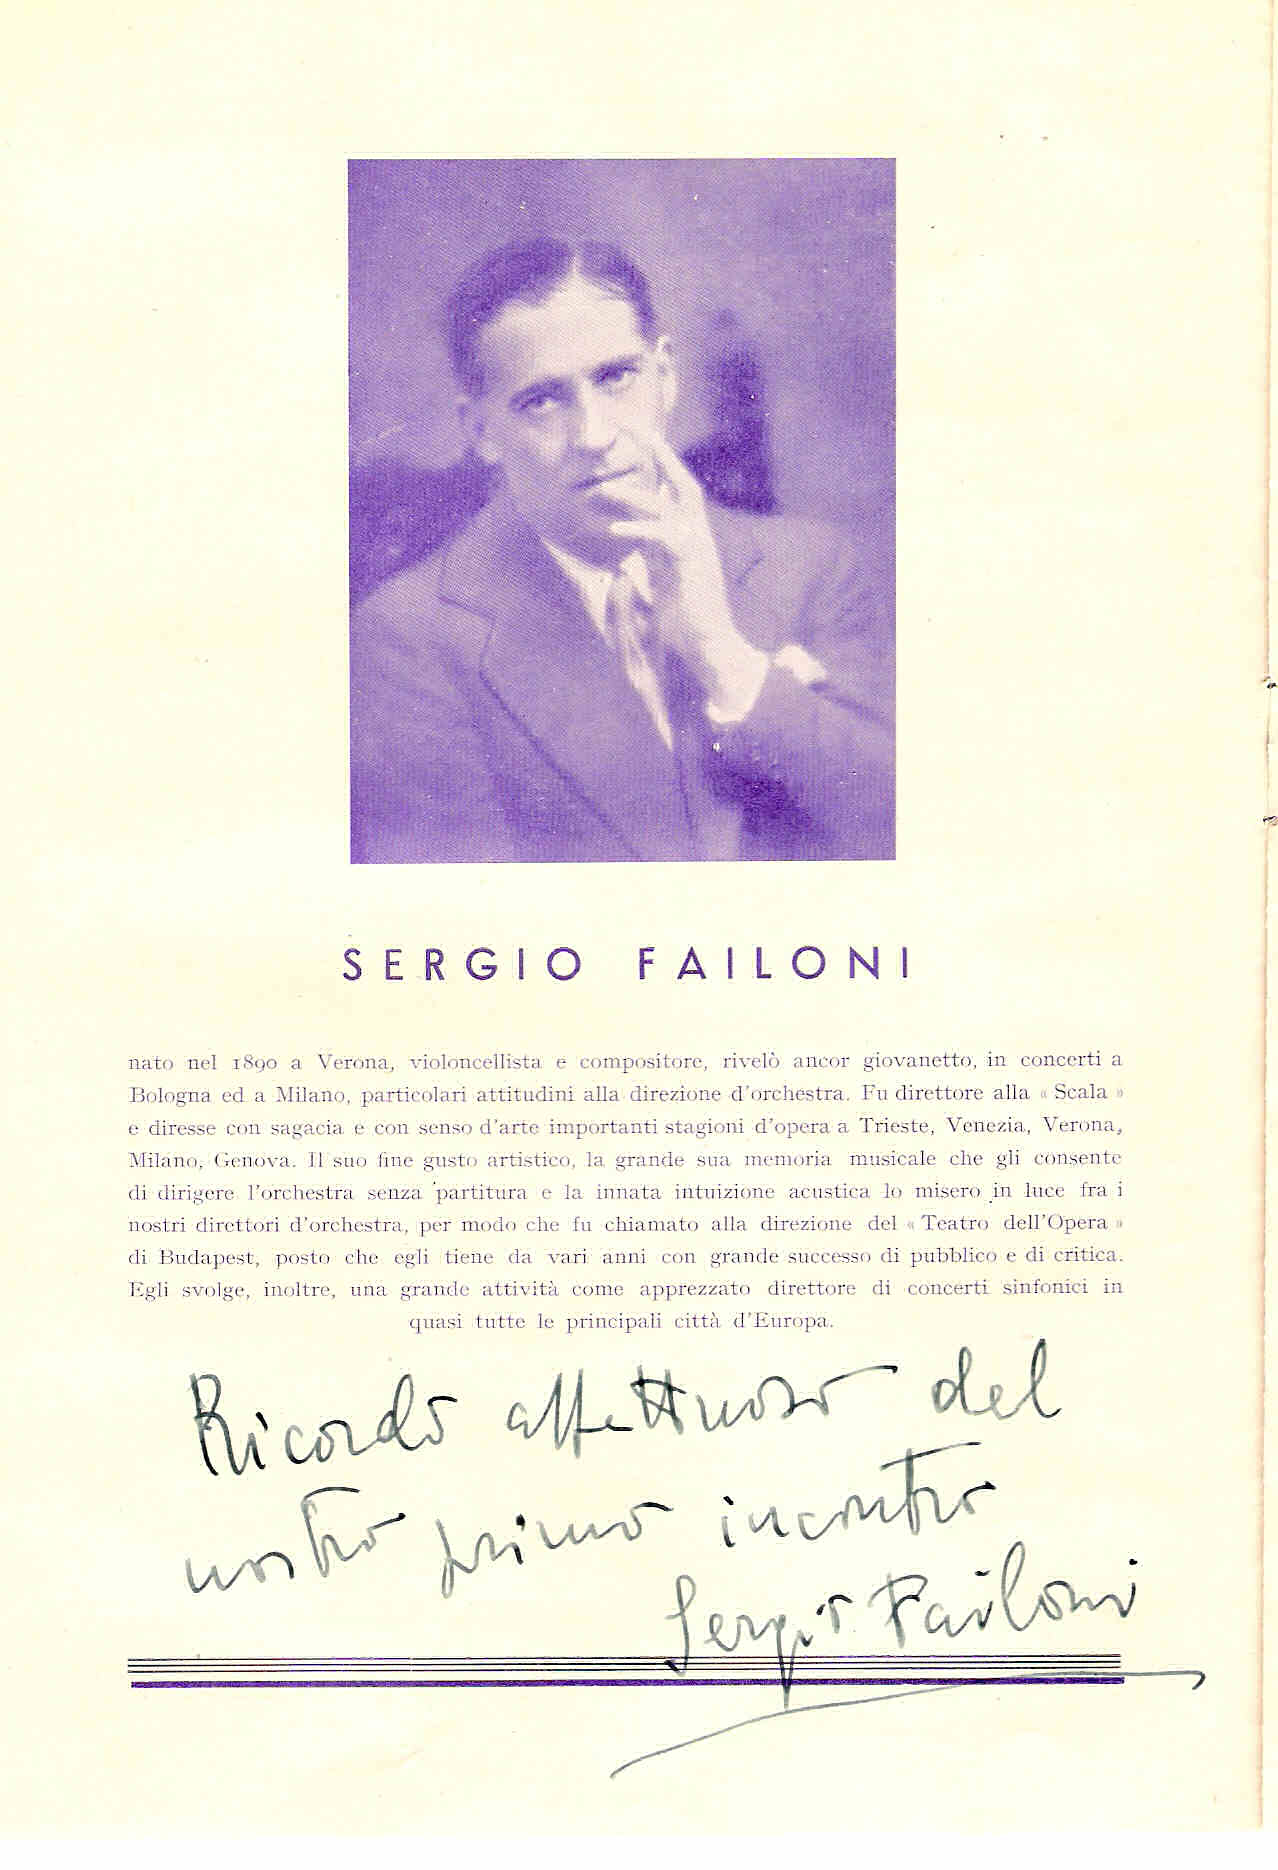 SERGIO FAILONI
nato nel 1890 a Verona, violoncellista e compositore, rivelò ancor giovanetto, in concerti a
Bologna ed a Milano, particolari attitudini alla direzione d'orchestra. Fu direttore alla « Scala »
e diresse con sagacia e con senso d'arte importanti stagioni d'opera a Trieste, Venezia, Verona,
Milano, Genova. Il suo fine gusto artistico, la grande sua memoria musicale che gli consente
di dirigere l'orchestra senza partitura e la innata intuizione acustica lo misero in luce fra i
nostri direttori d'orchestra, per modo che fu chiamato alla direzione del « Teatro dell'Opera »
di Budapest, posto che egli tiene da vari anni con grande successo di pubblico e di critica.
Egli svolge, inoltre, una grande attività come apprezzato direttore di concerti sinfonici in
quasi tutte le principali città d'Europa.
Ricordo affettuoso del
nostro primo incontro
Sergio Failoni